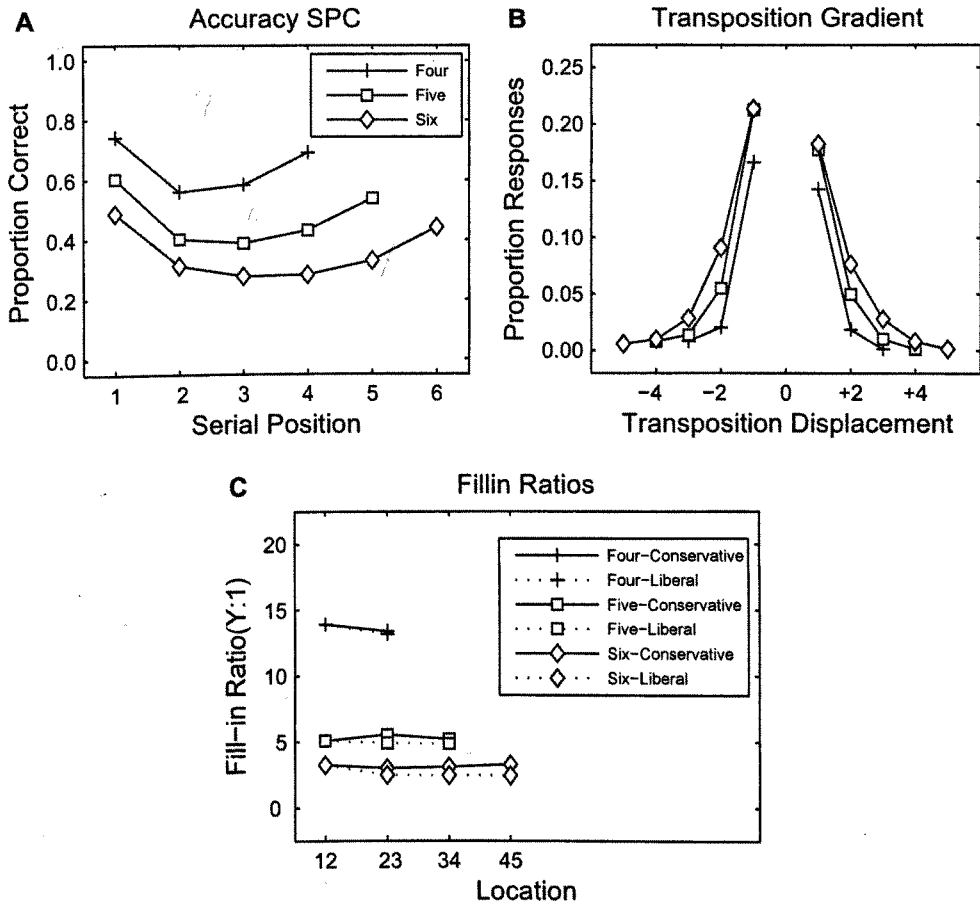 A
Accuracy SPC
Four
Five
Six
Proportion Correct
1.0
0.8
0.6
0.4
0.2
0.0
1 2 3 4 5 6
Serial Position
B
Transposition Gradient
Proportion Responses
0.25
0.20
0.15
0.10
0.05
0.00
−4 −2 0 +2 +4
Transposition Displacement
C
Fillin Ratios
Four−Conservative
Four−Liberal
Five−Conservative
Five−Liberal
Six−Conservative
Six−Liberal
Fill−in Ratio(Y:1)
20
15
10
5
0
12 23 34 45
Location